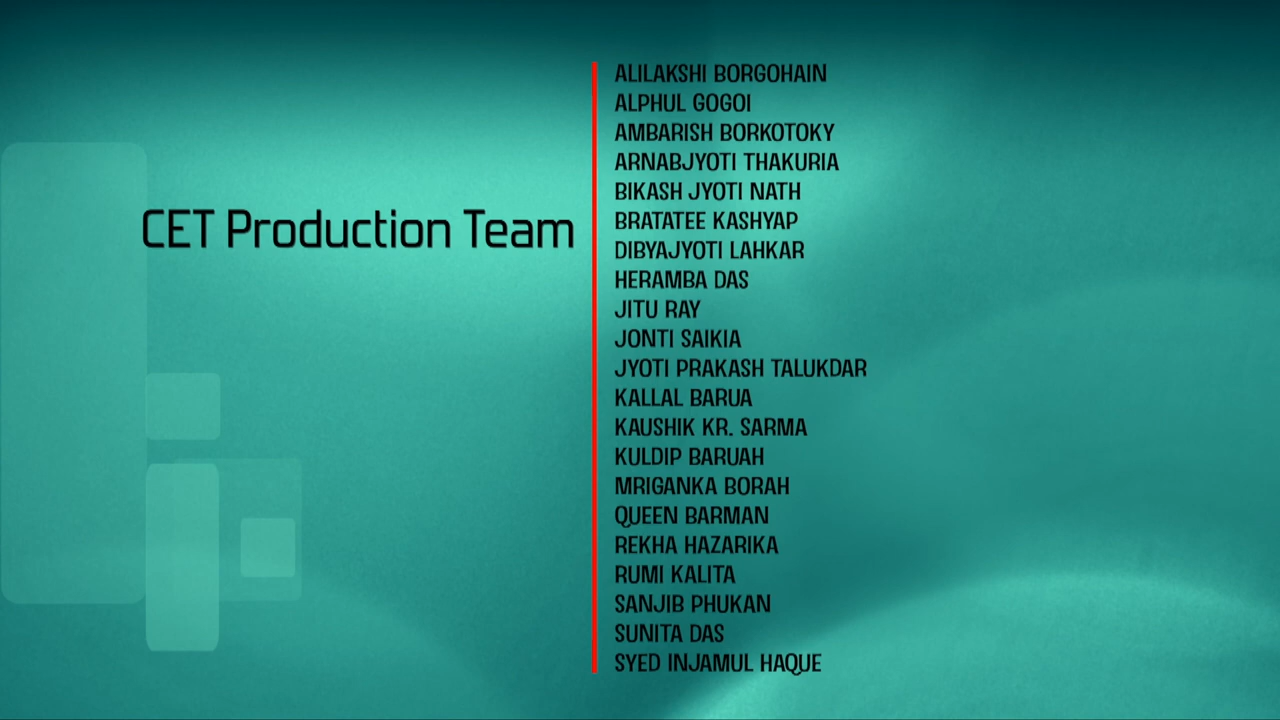 CET Production Team
ALILAKSHI BORGOHAIN
ALPHUL GOGOI
AMBARISH BORKOTOKY
ARNABJYOTI THAKURIA
BIKASH JYOTI NATH
BRATATEE KASHYAP
DIBYAJYOTI LAHKAR
HERAMBA DAS
JITU RAY
JONTI SAIKIA
JYOTI PRAKASH TALUKDAR
KALLAL BARUA
KAUSHIK KR. SARMA
KULDIP BARUAH
MRIGANKA BORAH
QUEEN BARMAN
REKHA HAZARIKA
RUMI KALITA
SANJIB PHUKAN
SUNITA DAS
SYED INJAMUL HAQUE